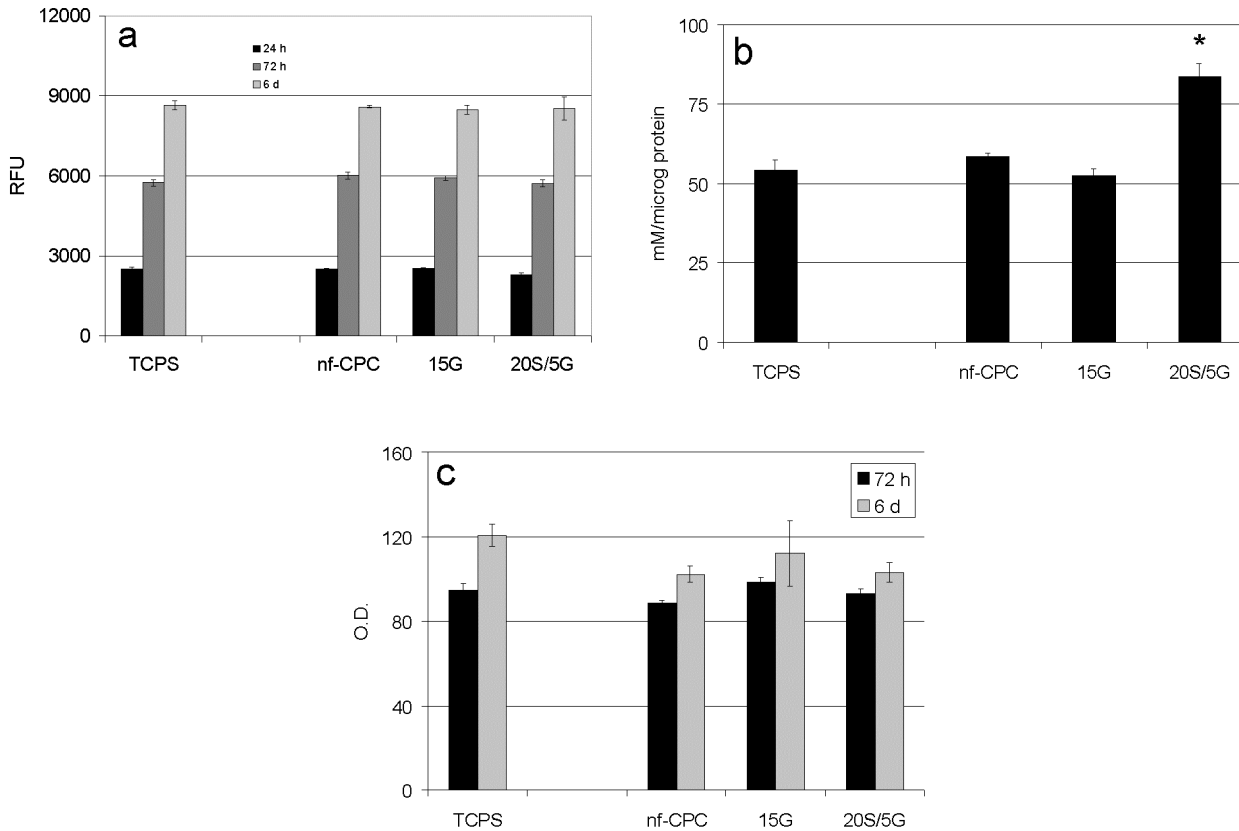 a
24 h
72 h
6 d
12000
9000
6000
3000
0
RFU
TCPS nf-CPC 15G 20S/5G
b
*
100
75
50
25
0
mM/microg protein
TCPS nf-CPC 15G 20S/5G
c
72 h
6 d
160
120
80
40
0
O.D.
TCPS nf-CPC 15G 20S/5G